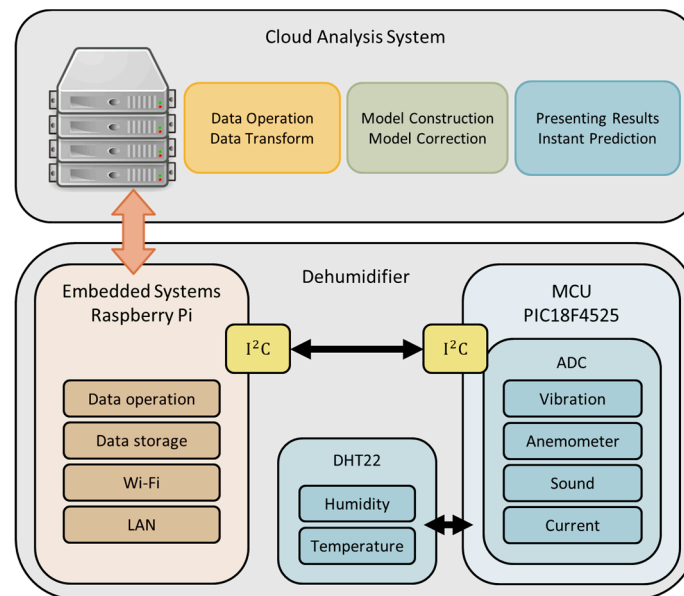 Cloud Analysis System
Data Operation
Data Transform
Model Construction
Model Correction
Presenting Results
Instant Prediction
Dehumidifier
Embedded Systems
Raspberry Pi
I²C
Data operation
Data storage
Wi-Fi
LAN
I²C
MCU
PIC18F4525
ADC
Vibration
Anemometer
Sound
Current
DHT22
Humidity
Temperature